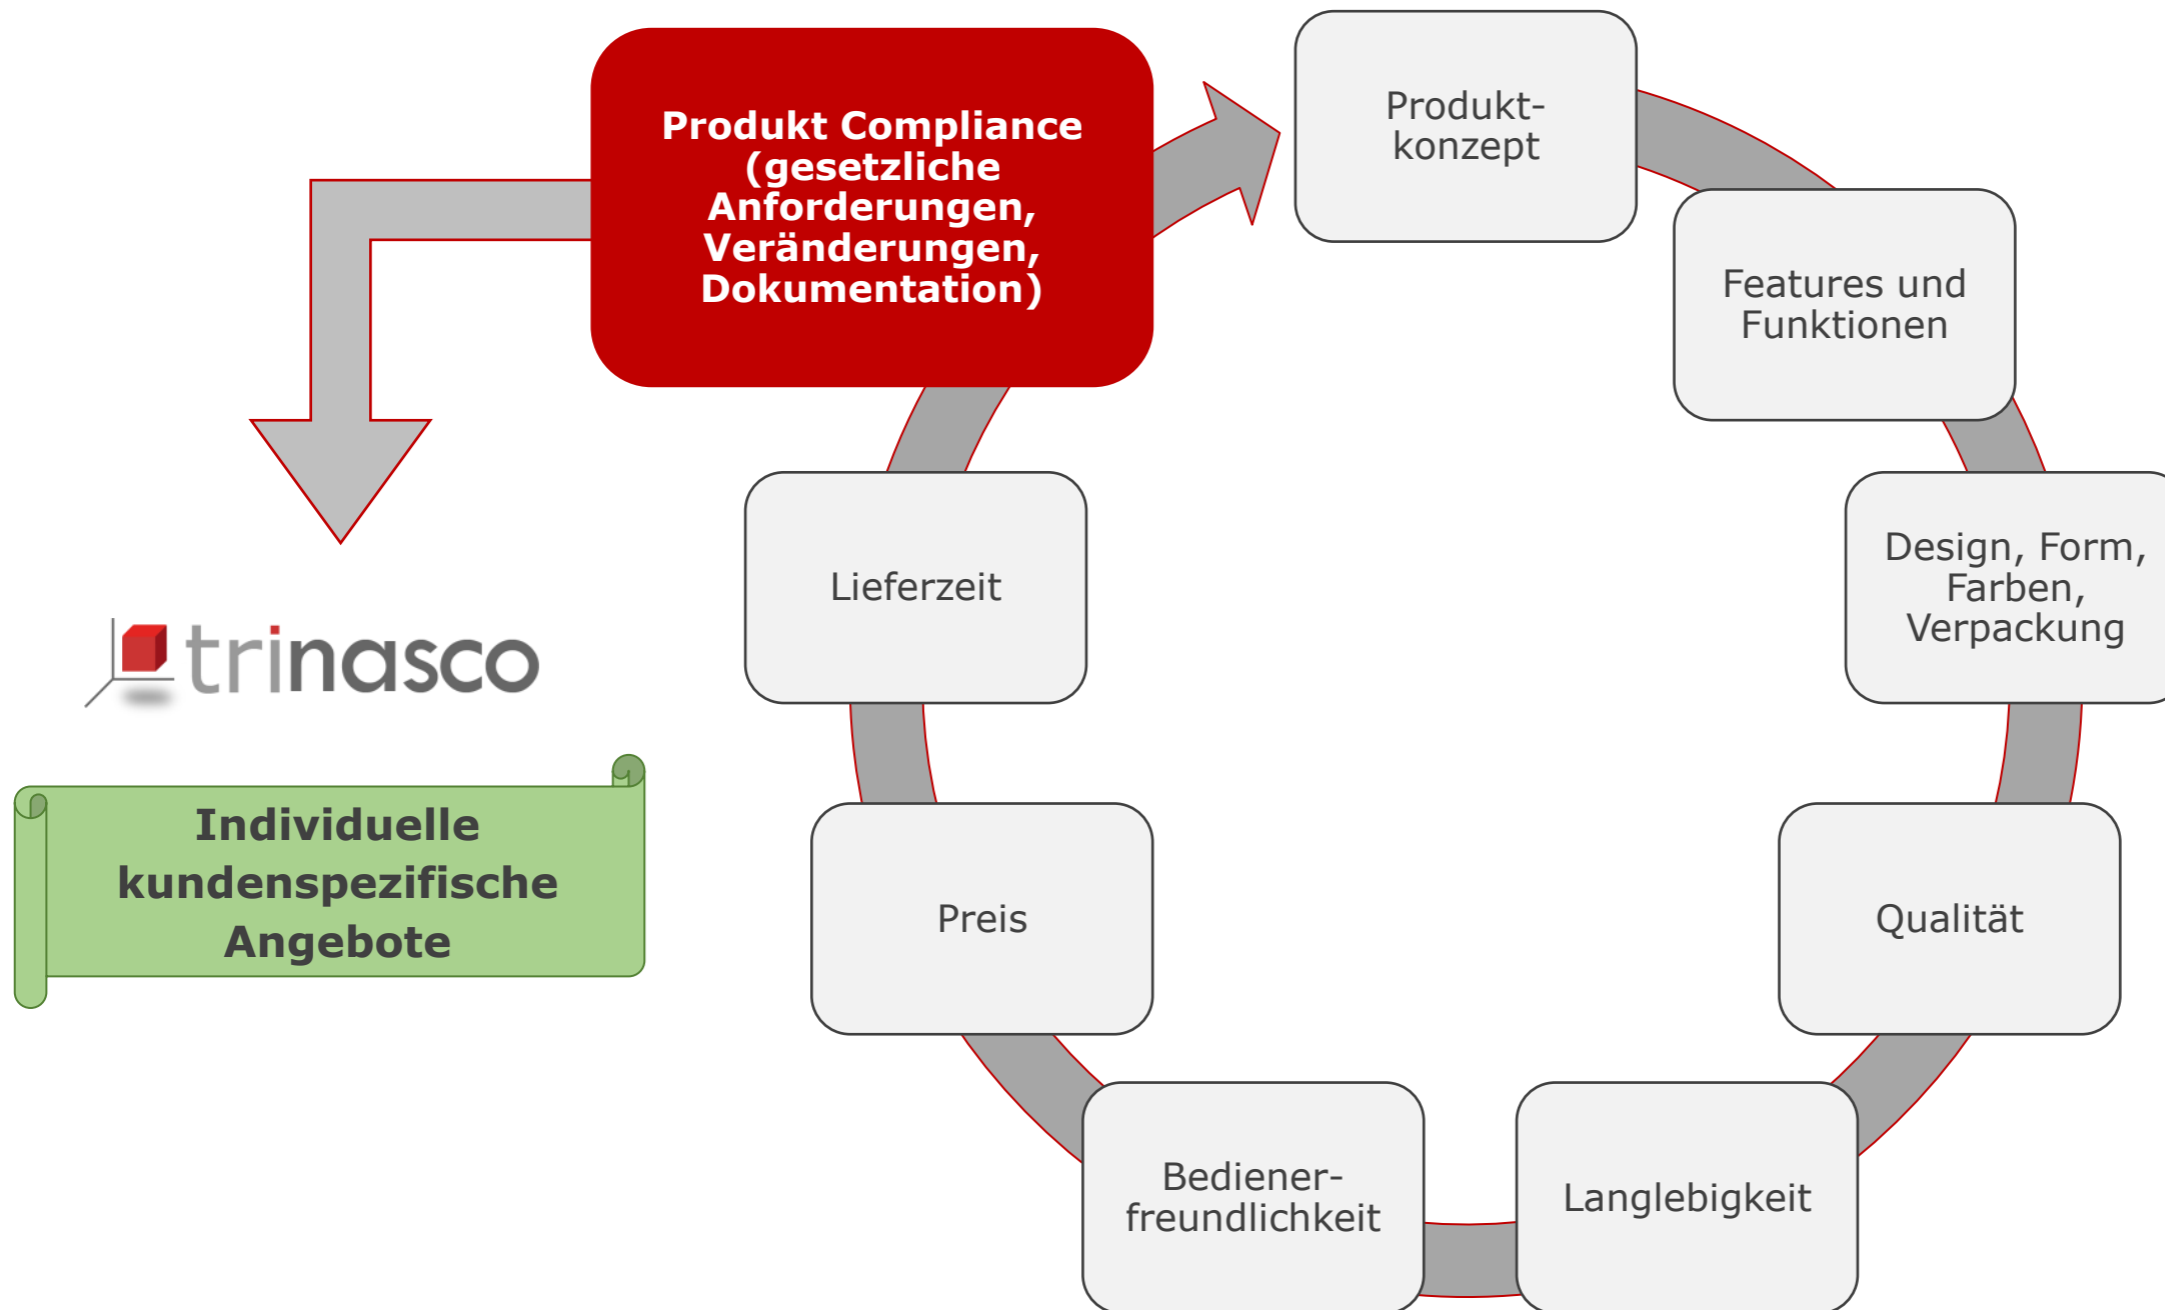 Produkt Compliance
(gesetzliche
Anforderungen,
Veränderungen,
Dokumentation)
Produkt-
konzept
Features und
Funktionen
Design, Form,
Farben,
Verpackung
Qualität
Langlebigkeit
Bediener-
freundlichkeit
Preis
Lieferzeit
trinasco
Individuelle
kundenspezifische
Angebote